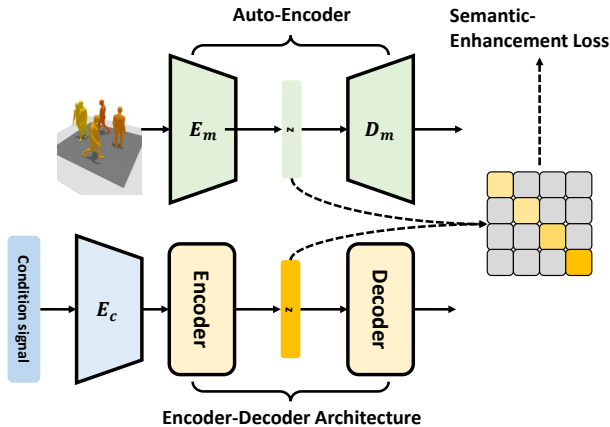 Auto-Encoder
Semantic-
Enhancement Loss
E_m
z
D_m
Condition signal
E_c
Encoder
z
Decoder
Encoder-Decoder Architecture